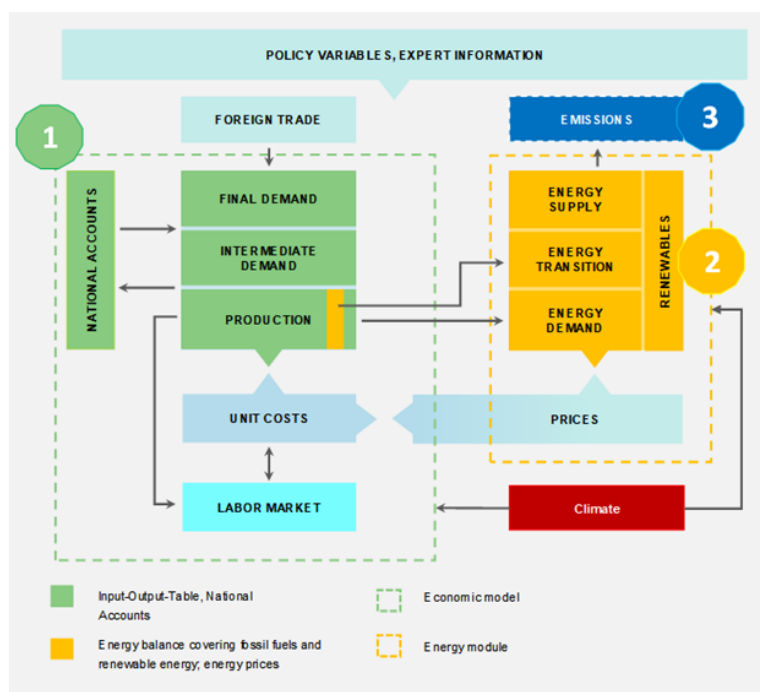 POLICY VARIABLES, EXPERT INFORMATION
1
FOREIGN TRADE
EMISSIONS
3
NATIONAL ACCOUNTS
FINAL DEMAND
INTERMEDIATE
DEMAND
PRODUCTION
ENERGY
SUPPLY
ENERGY
TRANSITION
ENERGY
DEMAND
RENEWABLES
2
UNIT COSTS
PRICES
LABOR MARKET
Climate
Input-Output-Table, National
Accounts
Economic model
Energy balance covering fossil fuels and
renewable energy; energy prices
Energy module